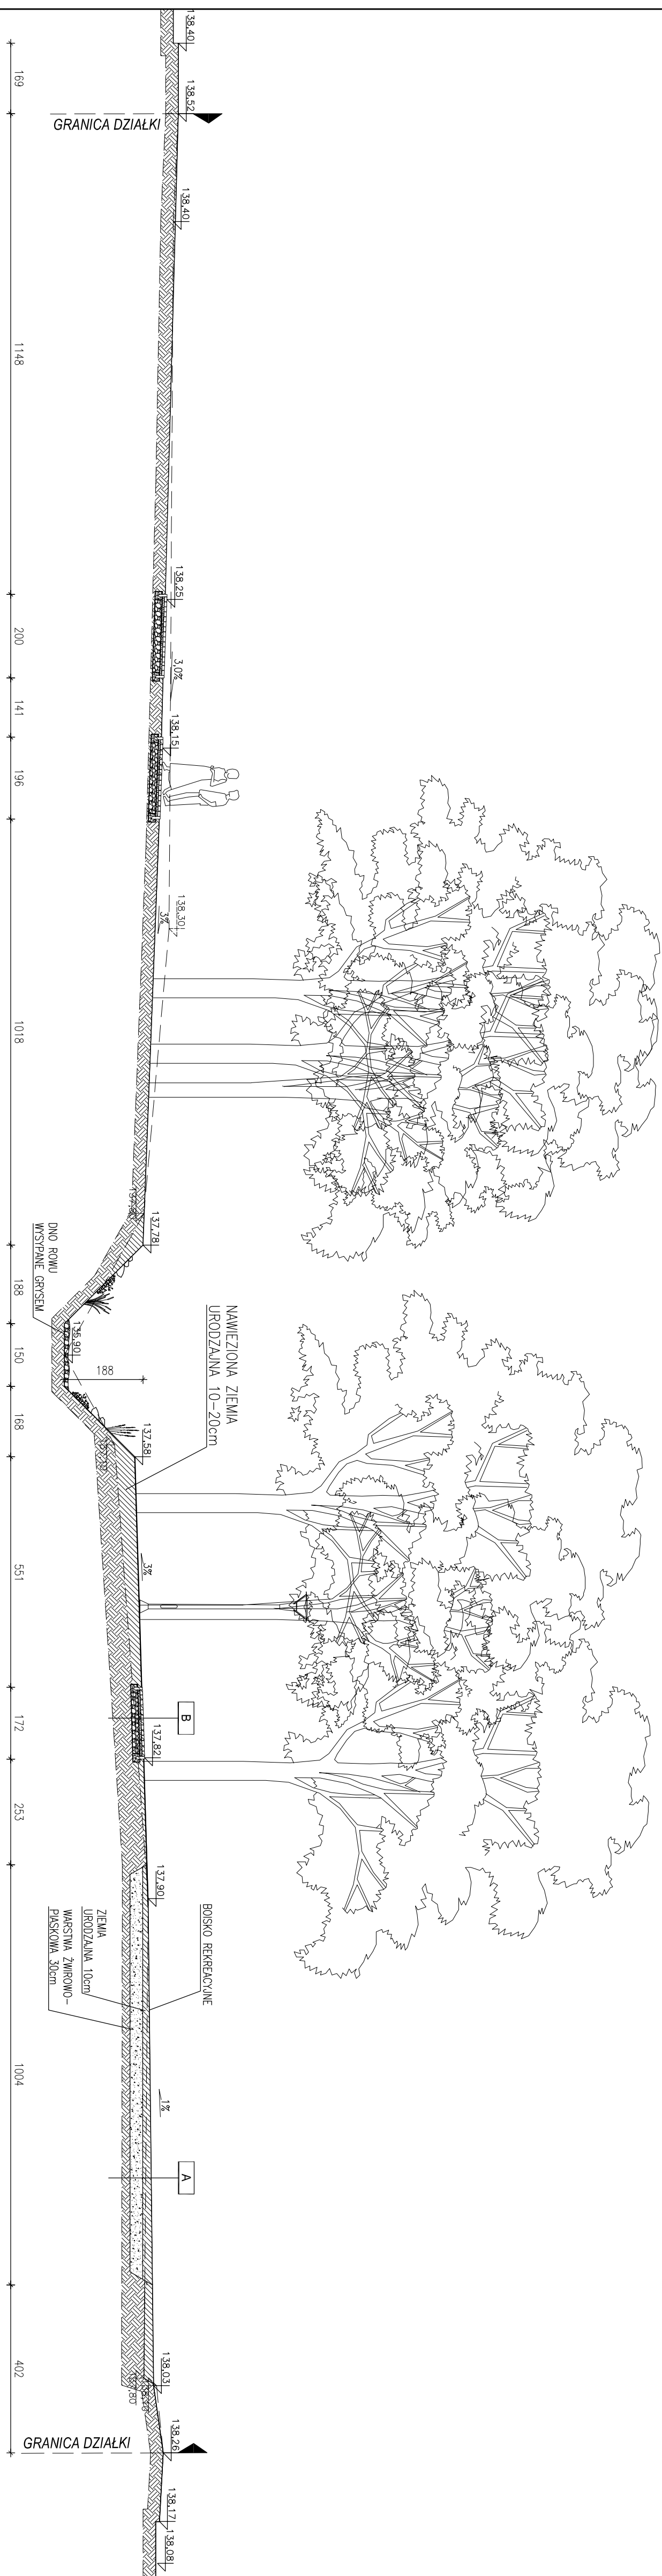 138.40
169
138.52
GRANICA DZIAŁKI
138.40
1148
138.25
200
3,0%
141
138.15
196
138.30
3%
1018
137.78
DNO ROWU
WYSYPANE GRYSEM
188
136.90
150
188
168
137.58
NAWIEZIONA ZIEMIA
URODZAJNA 10-20cm
551
3%
B
172
137.82
253
137.90
BOISKO REKREACYJNE
ZIEMIA
URODZAJNA 10cm
WARSTWA ŻWIROWO-
PIASKOWA 30cm
1004
1%
A
402
138.03
137.80
138.26
GRANICA DZIAŁKI
138.17
138.08